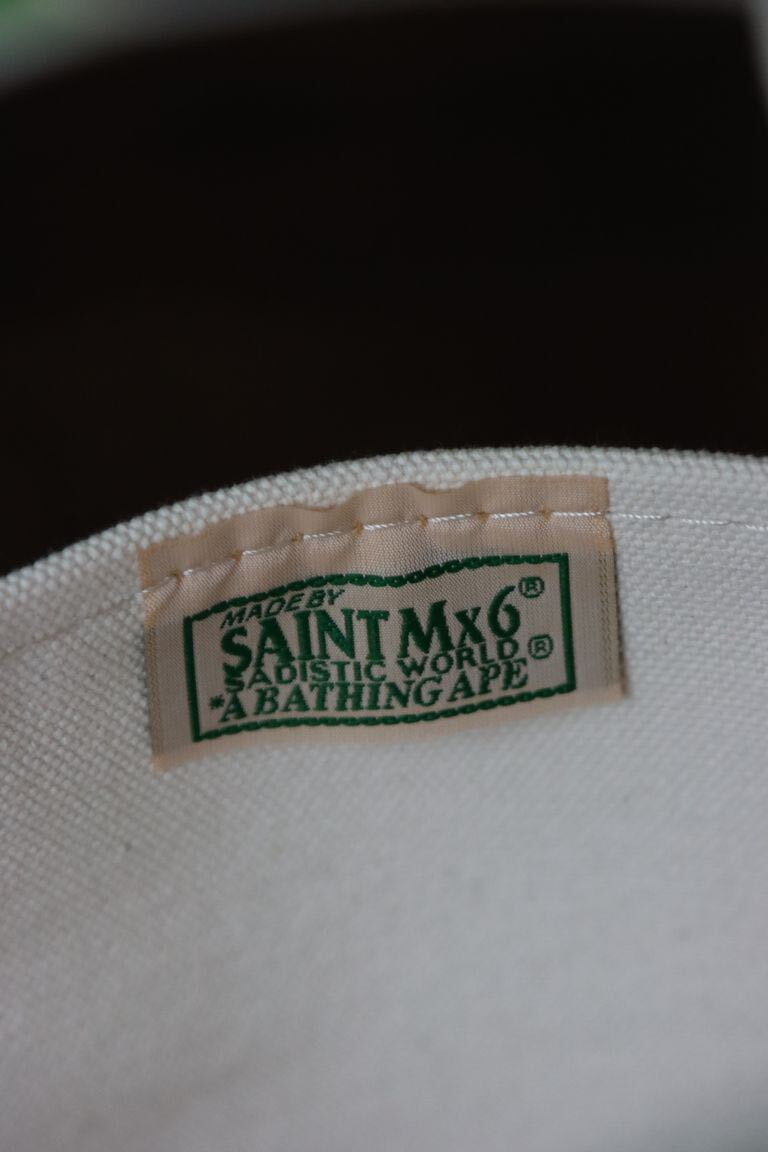 MADE BY
SAINT Mx6®
SADISTIC WORLD®
*A BATHING APE